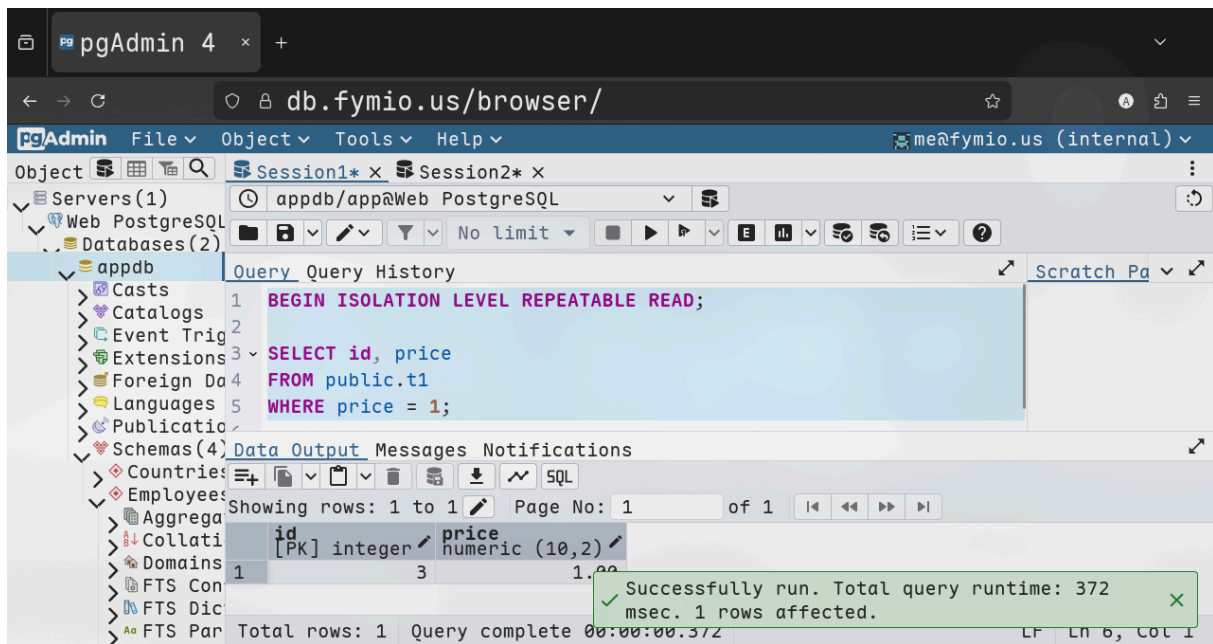 pgAdmin 4
db.fymio.us/browser/
pgAdmin File Object Tools Help me@fymio.us (internal)
Object Session1* Session2*
Servers(1)
appdb/app@Web PostgreSQL
Web PostgreSQL
No limit
Databases(2)
appdb
Query Query History Scratch Pa
Casts
1 BEGIN ISOLATION LEVEL REPEATABLE READ;
Catalogs
2
Event Trig
3 SELECT id, price
Extensions
Foreign Da
4 FROM public.t1
Languages
5 WHERE price = 1;
Publicatio
Schemas(4)
Data Output Messages Notifications
Countries
SQL
Employees
Showing rows: 1 to 1 Page No: 1 of 1
Aggrega
id price
[PK] integer numeric (10,2)
Collati
Domains
1 3 1.00
FTS Con
Successfully run. Total query runtime: 372
msec. 1 rows affected.
FTS Dic
FTS Par
Total rows: 1 Query complete 00:00:00.372 LF Ln 6, Col 1